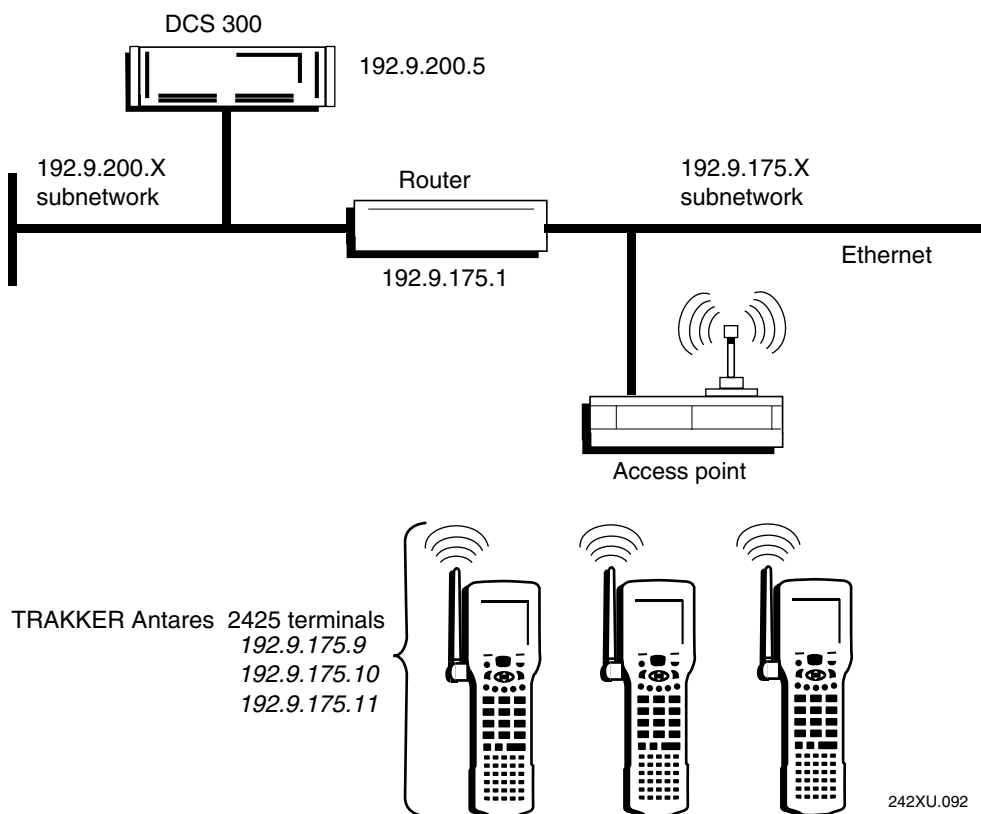 DCS 300
192.9.200.5
192.9.200.X
subnetwork
Router
192.9.175.X
subnetwork
Ethernet
192.9.175.1
Access point
TRAKKER Antares 2425 terminals
192.9.175.9
192.9.175.10
192.9.175.11
242XU.092